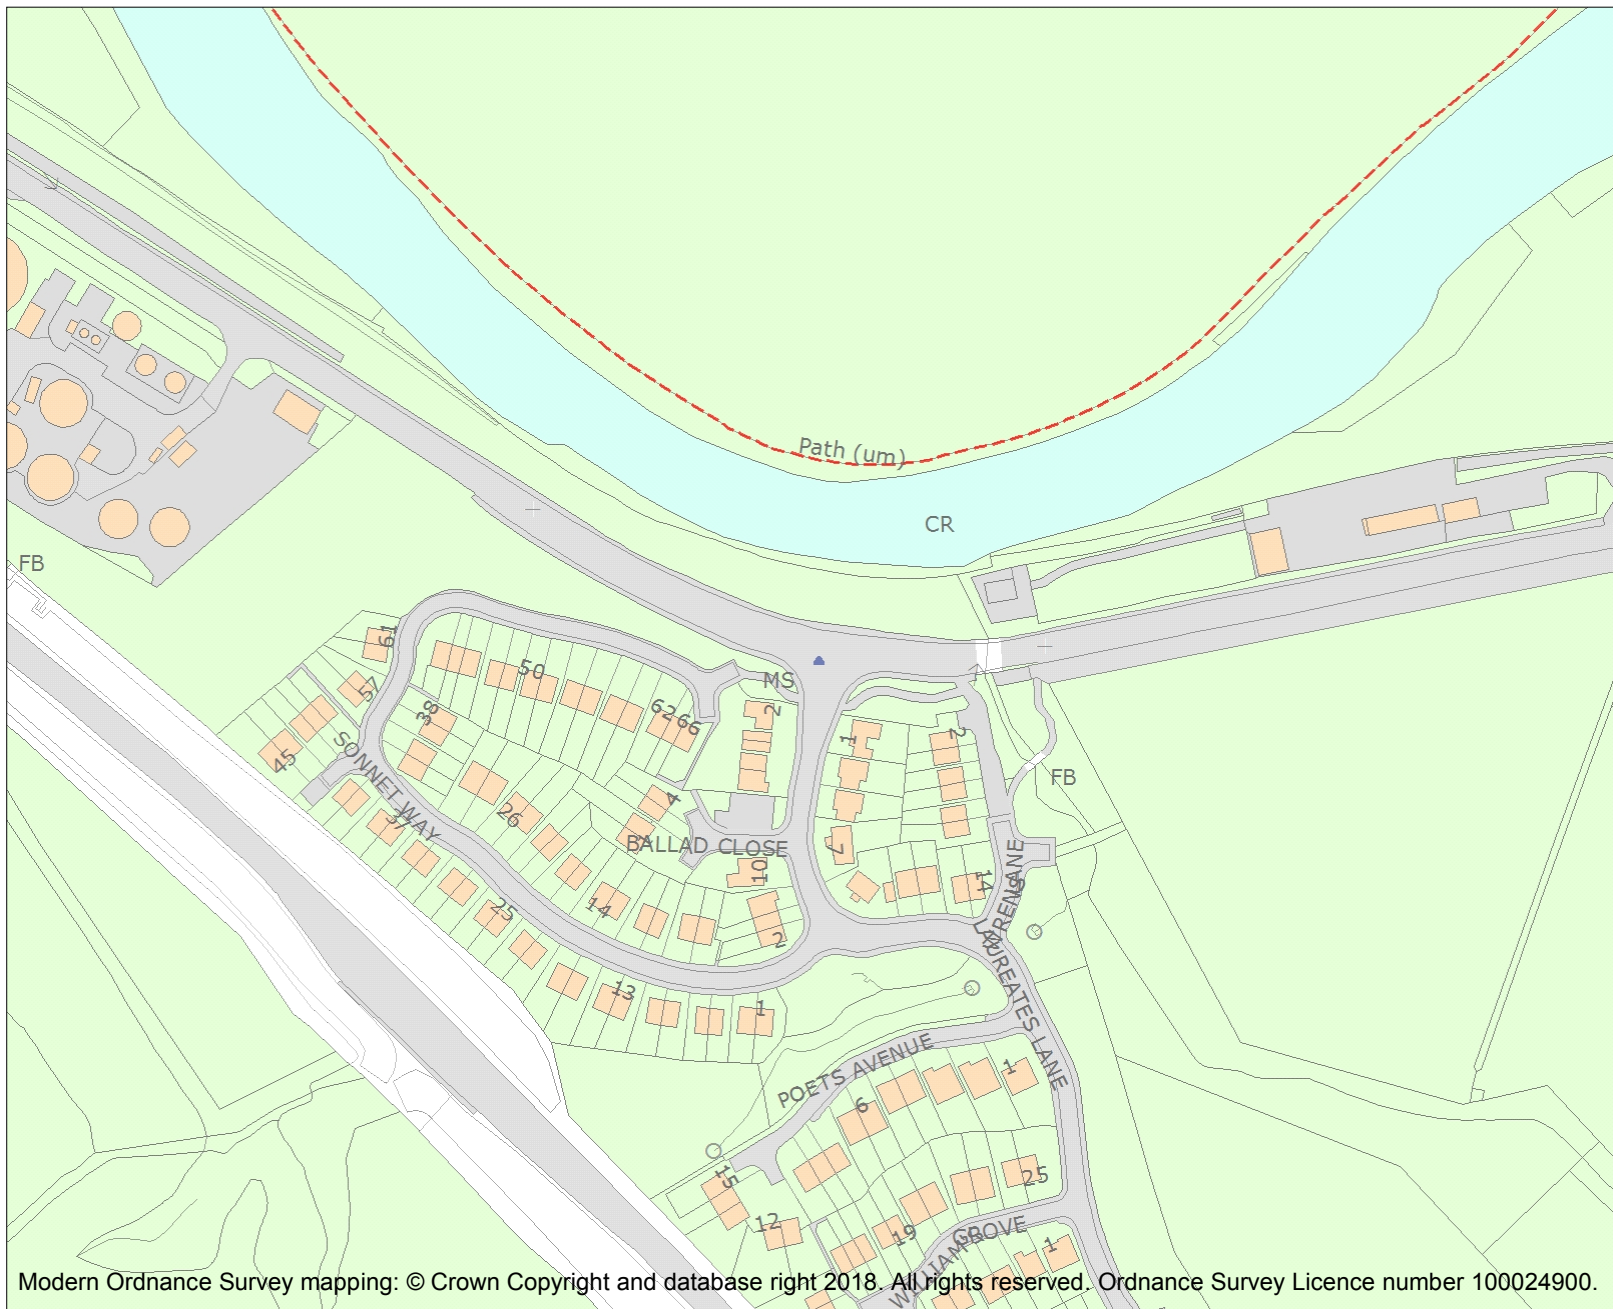 Path (um)
CR
FB
61
50
57
38
62
66
MS
2
1
2
45
SONNET WAY
4
FB
26
37
BALLAD CLOSE
7
10
14
WREN LANE
25
14
2
LAUREATES LANE
13
1
POETS AVENUE
1
6
15
25
12
19
WILLIAMS GROVE
1
Modern Ordnance Survey mapping: © Crown Copyright and database right 2018. All rights reserved. Ordnance Survey Licence number 100024900.